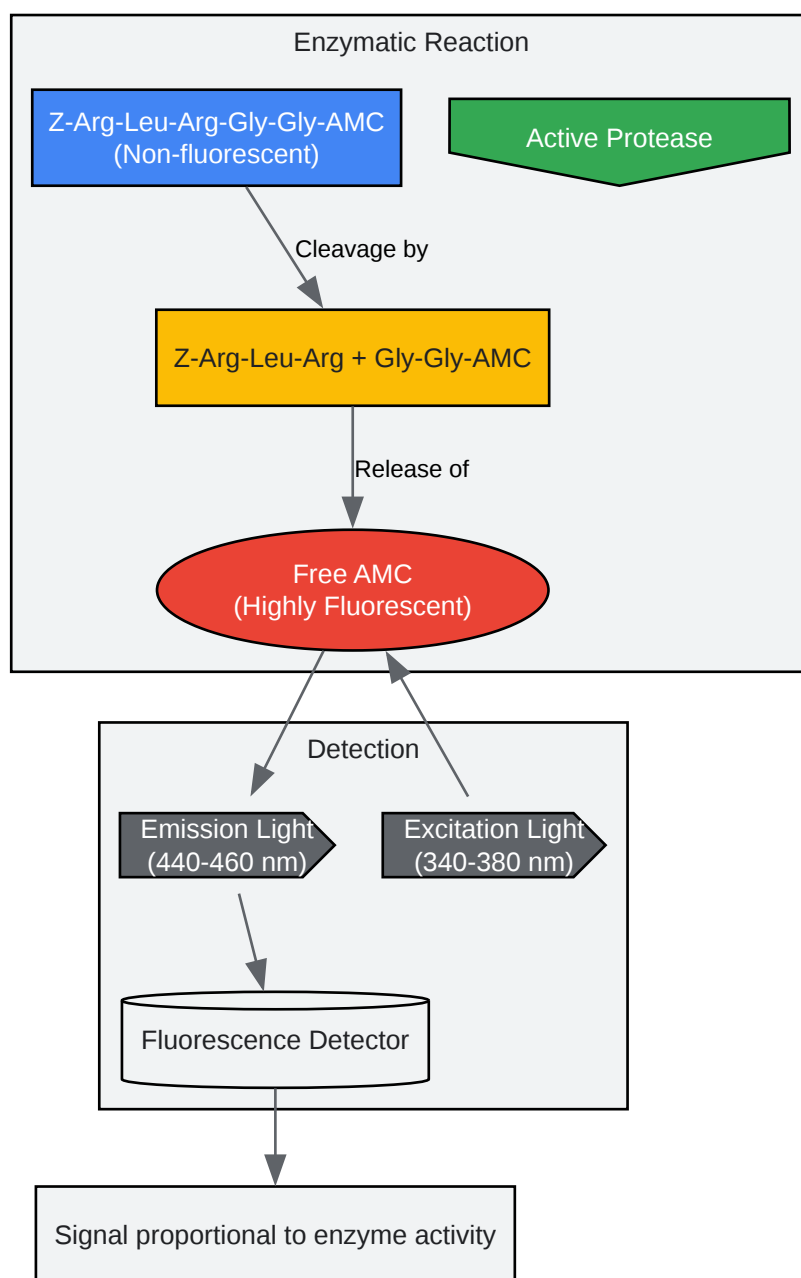 Enzymatic Reaction
Z-Arg-Leu-Arg-Gly-Gly-AMC
(Non-fluorescent)
Active Protease
Cleavage by
Z-Arg-Leu-Arg + Gly-Gly-AMC
Release of
Free AMC
(Highly Fluorescent)
Detection
Emission Light
(440-460 nm)
Excitation Light
(340-380 nm)
Fluorescence Detector
Signal proportional to enzyme activity